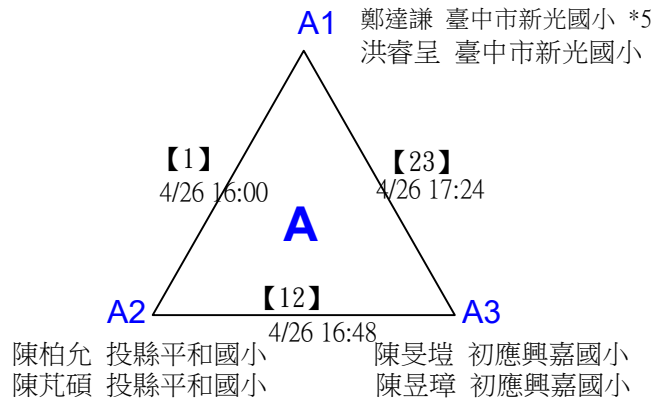 A1
鄭達謙 臺中市新光國小 *5
洪睿呈 臺中市新光國小
【1】
4/26 16:00
【23】
4/26 17:24
A
【12】
4/26 16:48
A2
A3
陳柏允 投縣平和國小
陳芃碩 投縣平和國小
陳旻塏 初應興嘉國小
陳昱璋 初應興嘉國小